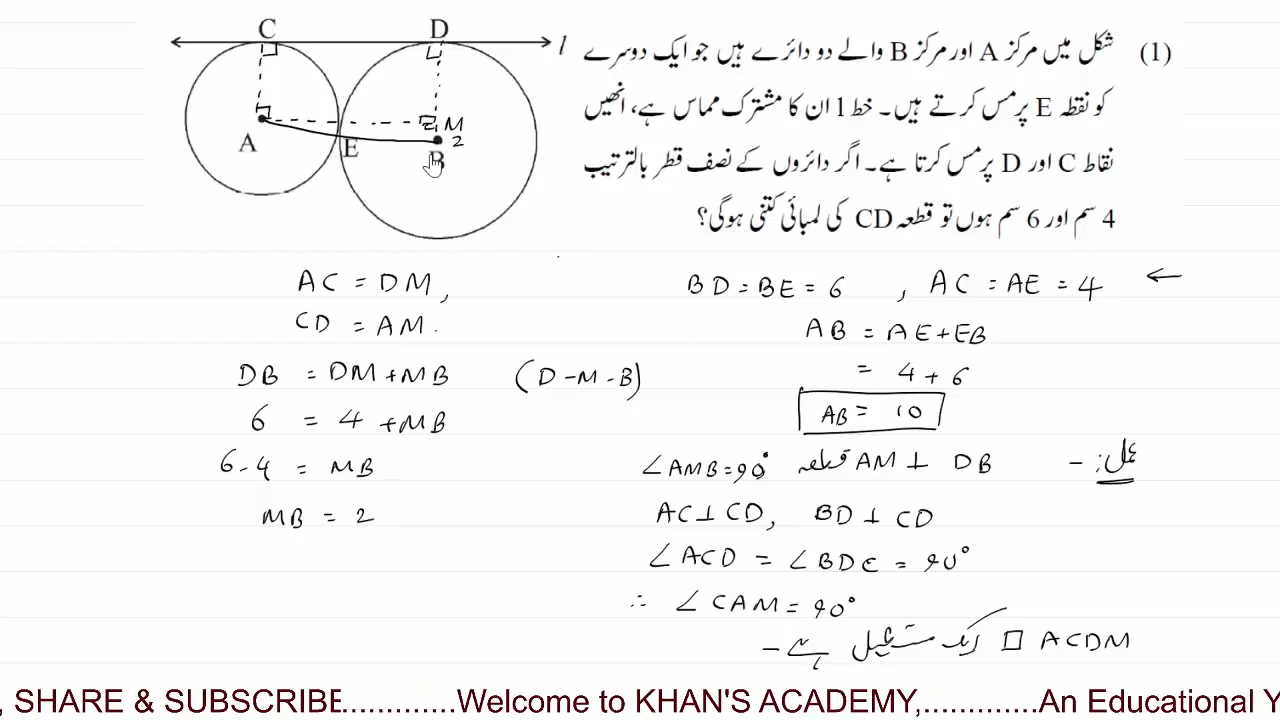 (1) شکل میں مرکز A اور مرکز B والے دو دائرے ہیں جو ایک دوسرے
کو نقطہ E پر مس کرتے ہیں۔ خط l ان کا مشترک مماس ہے، انھیں
نقاط C اور D پر مس کرتا ہے۔ اگر دائروں کے نصف قطر بالترتیب
4 سم اور 6 سم ہوں تو قطعہ CD کی لمبائی کتنی ہوگی؟
C D l
A E M
B 2
BD = BE = 6 , AC = AE = 4 ←
AB = AE + EB
= 4 + 6
AB = 10
عمل: -
قطعہ AM ⊥ DB ∠AMB = 90°
AC ⊥ CD, BD ⊥ CD
∠ACD = ∠BDC = 90°
∴ ∠CAM = 90°
□ ACDM ایک مستطیل ہے -
AC = DM,
CD = AM.
DB = DM + MB (D-M-B)
6 = 4 + MB
6 - 4 = MB
MB = 2
, SHARE & SUBSCRIBE.............Welcome to KHAN'S ACADEMY,.............An Educational Y